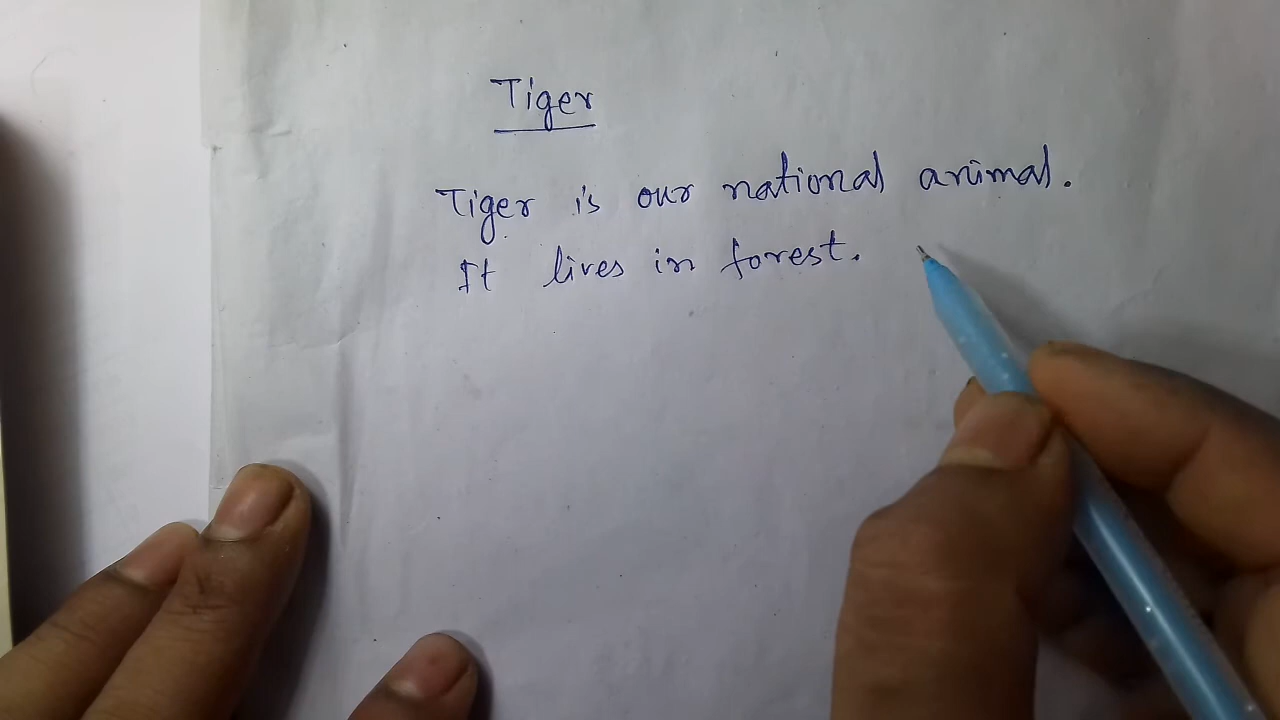 Tiger
Tiger is our national animal.
It lives in forest.